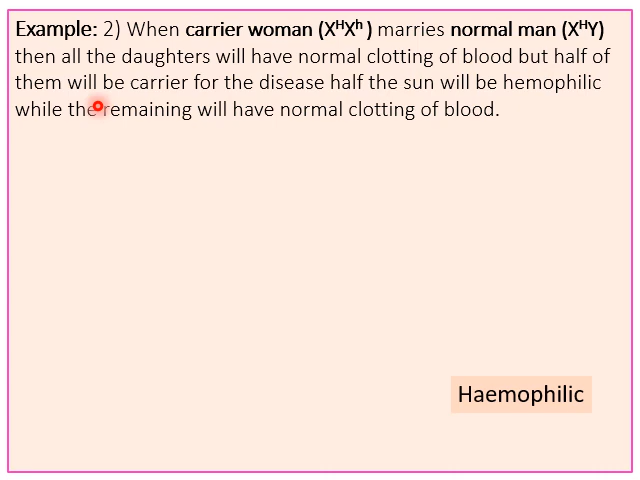 Example: 2) When carrier woman (XᴴXʰ ) marries normal man (XᴴY)
then all the daughters will have normal clotting of blood but half of
them will be carrier for the disease half the sun will be hemophilic
while the remaining will have normal clotting of blood.
Haemophilic